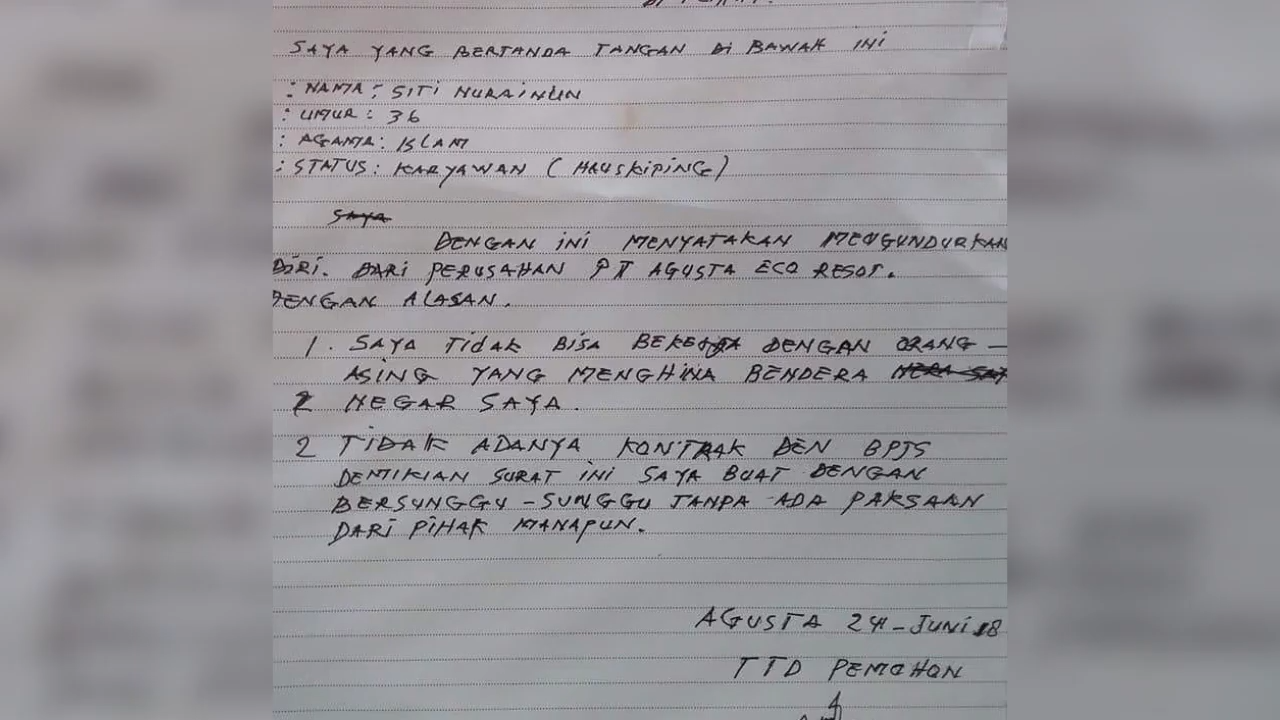 SAYA YANG BERTANDA TANGAN Di BAWAH INI
: NAMA : SITI NURAINUN
: UMUR : 36
: AGAMA : ISLAM
: STATUS : KARYAWAN ( HAUSKIPING )
SAYA
DENGAN INI MENYATAKAN MENGUNDURKAN
DIRI. DARI PERUSAHAN PT AGUSTA ECO RESOT.
DENGAN ALASAN.
1. SAYA TIDAK BISA BEKERJA DENGAN ORANG –
ASING YANG MENGHINA BENDERA
2 NEGAR SAYA.
2 TIDAK ADANYA KONTRAK DEN BPJS
DEMIKIAN SURAT INI SAYA BUAT DENGAN
BERSUNGGU – SUNGGU TANPA ADA PAKSAAN
DARI PIHAK MANAPUN.
AGUSTA 24 – JUNI 18
TTD PEMOHON